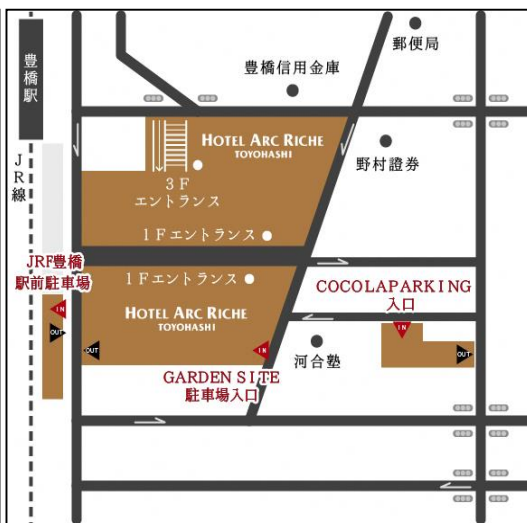 郵便局
豊橋駅
豊橋信用金庫
HOTEL ARC RICHE
TOYOHASHI
野村證券
JR線
3F
エントランス
1Fエントランス
JRF豊橋
駅前駐車場
1Fエントランス
COCOLAPARKING
入口
IN
OUT
HOTEL ARC RICHE
TOYOHASHI
OUT
IN
IN
OUT
河合塾
GARDEN SITE
駐車場入口